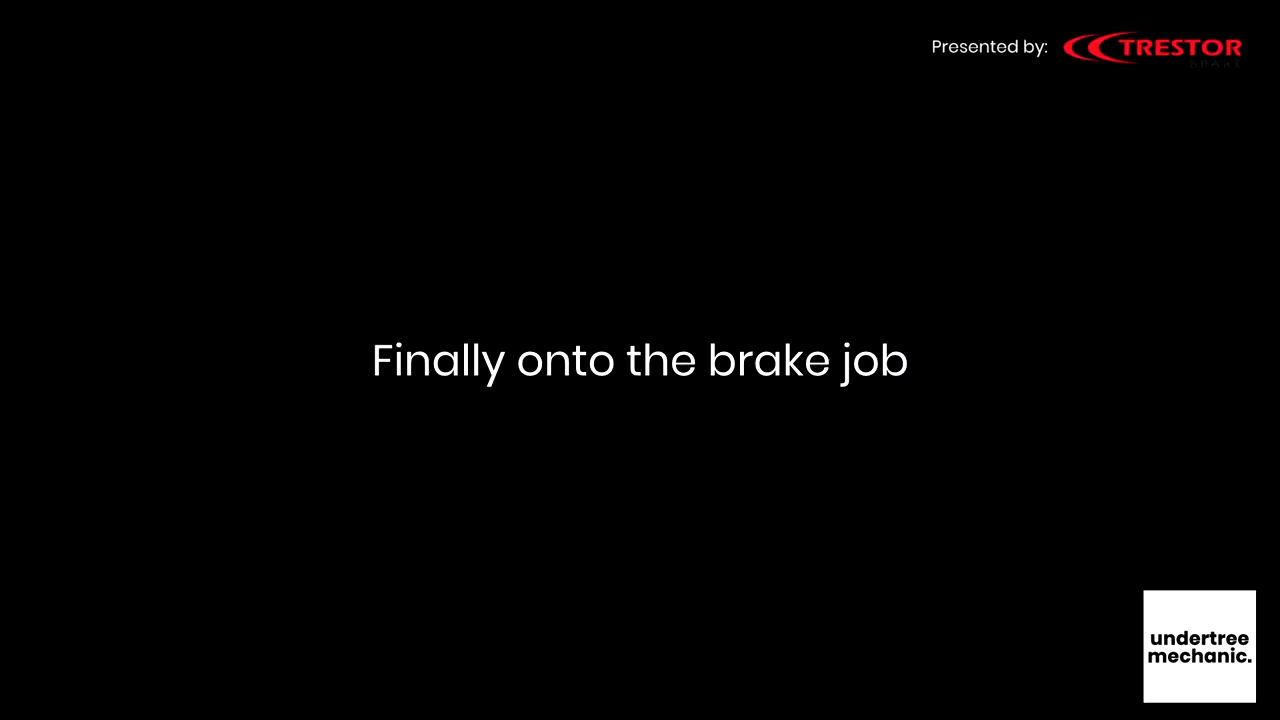 Presented by: TRESTOR
Finally onto the brake job
undertree
mechanic.